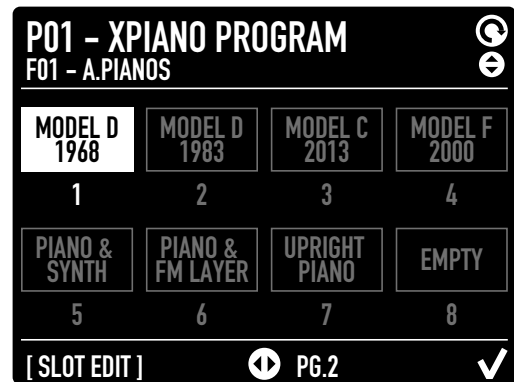 P01 - XPIANO PROGRAM
F01 - A.PIANOS
MODEL D
1968
MODEL D
1983
MODEL C
2013
MODEL F
2000
1
2
3
4
PIANO &
SYNTH
PIANO &
FM LAYER
UPRIGHT
PIANO
EMPTY
5
6
7
8
[ SLOT EDIT ]
PG.2